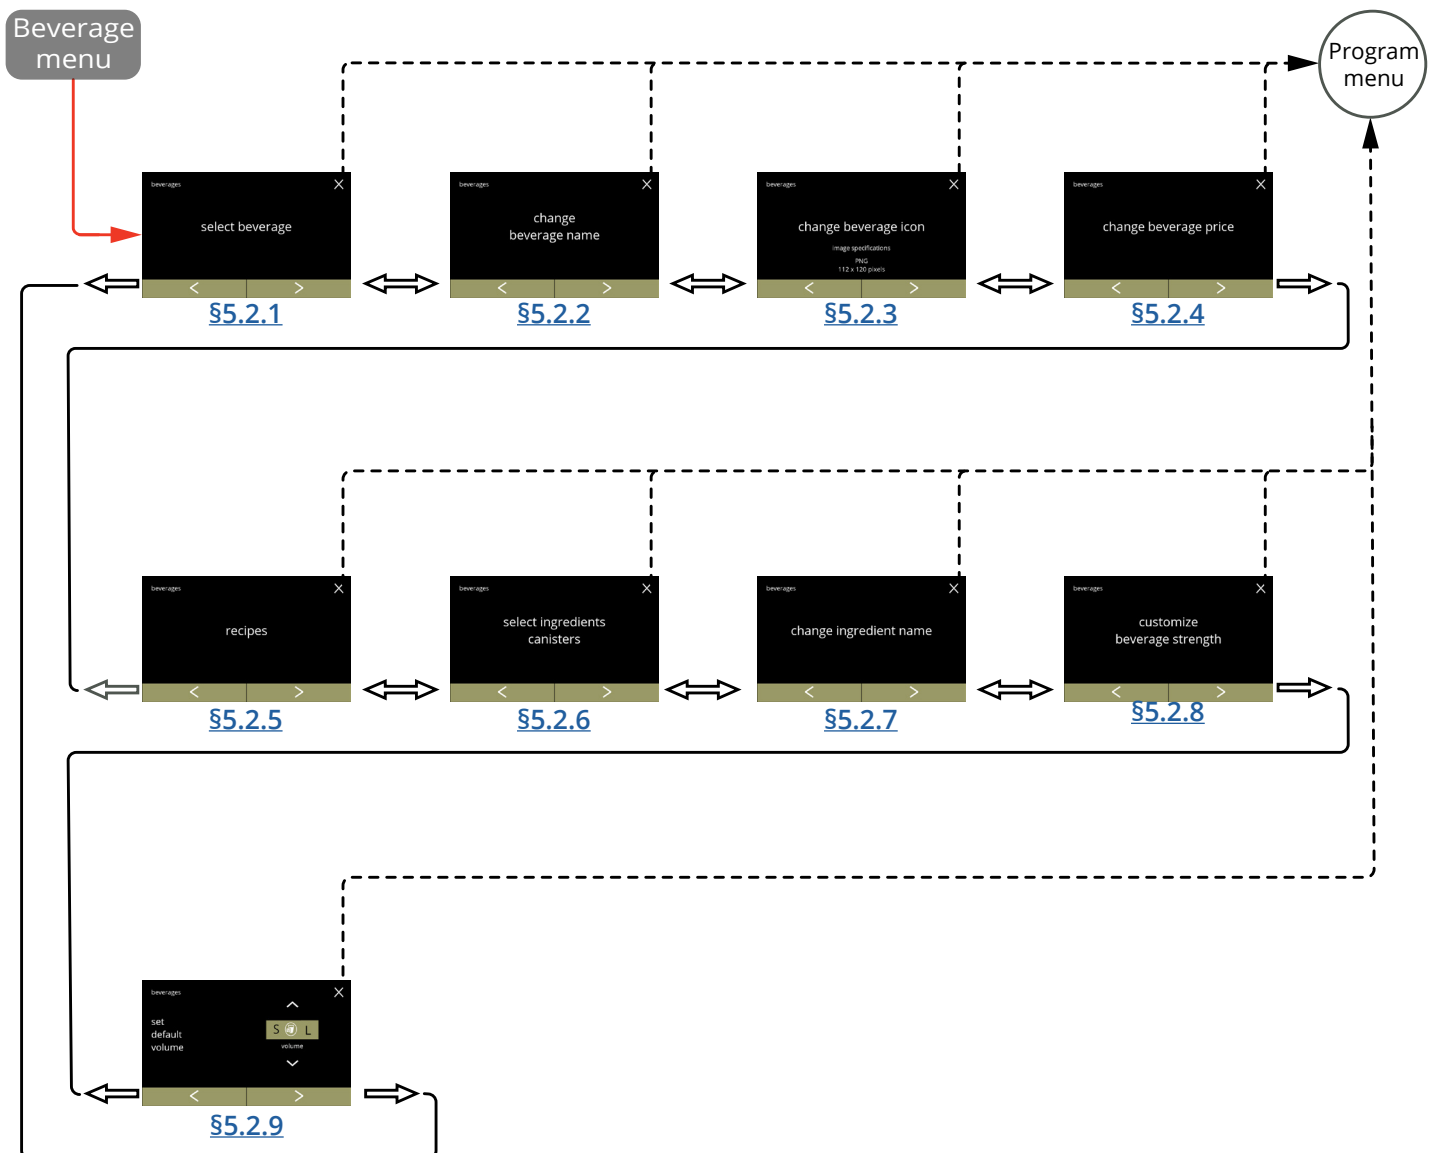 Beverage
menu
Program
menu
beverages
X
select beverage
< >
§5.2.1
beverages
X
change
beverage name
< >
§5.2.2
beverages
X
change beverage icon
image specifications
PNG
112 x 120 pixels
< >
§5.2.3
beverages
X
change beverage price
< >
§5.2.4
beverages
X
recipes
< >
§5.2.5
beverages
X
select ingredients
canisters
< >
§5.2.6
beverages
X
change ingredient name
< >
§5.2.7
beverages
X
customize
beverage strength
< >
§5.2.8
beverages
X
set
default
volume
S L
volume
< >
§5.2.9